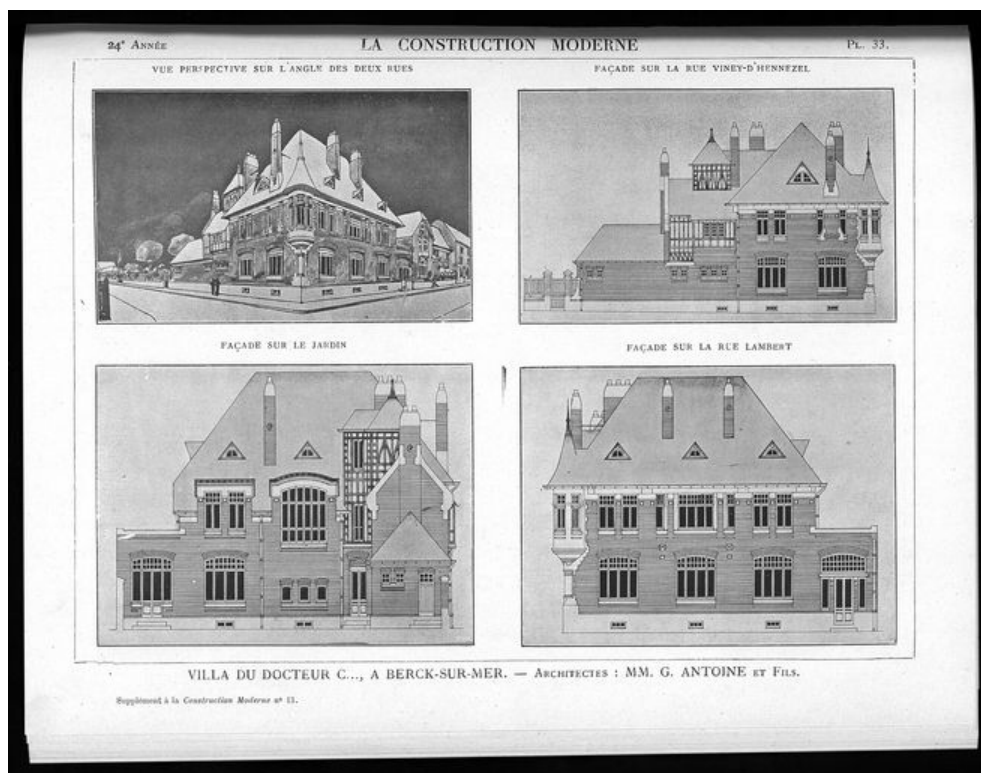 24e ANNÉE LA CONSTRUCTION MODERNE PL. 33.
VUE PERSPECTIVE SUR L'ANGLE DES DEUX RUES
FAÇADE SUR LA RUE VINEY-D'HENNEZEL
FAÇADE SUR LE JARDIN
FAÇADE SUR LA RUE LAMBERT
VILLA DU DOCTEUR C..., A BERCK-SUR-MER. — ARCHITECTES : MM. G. ANTOINE ET FILS.
Supplément à la Construction Moderne nº 13.